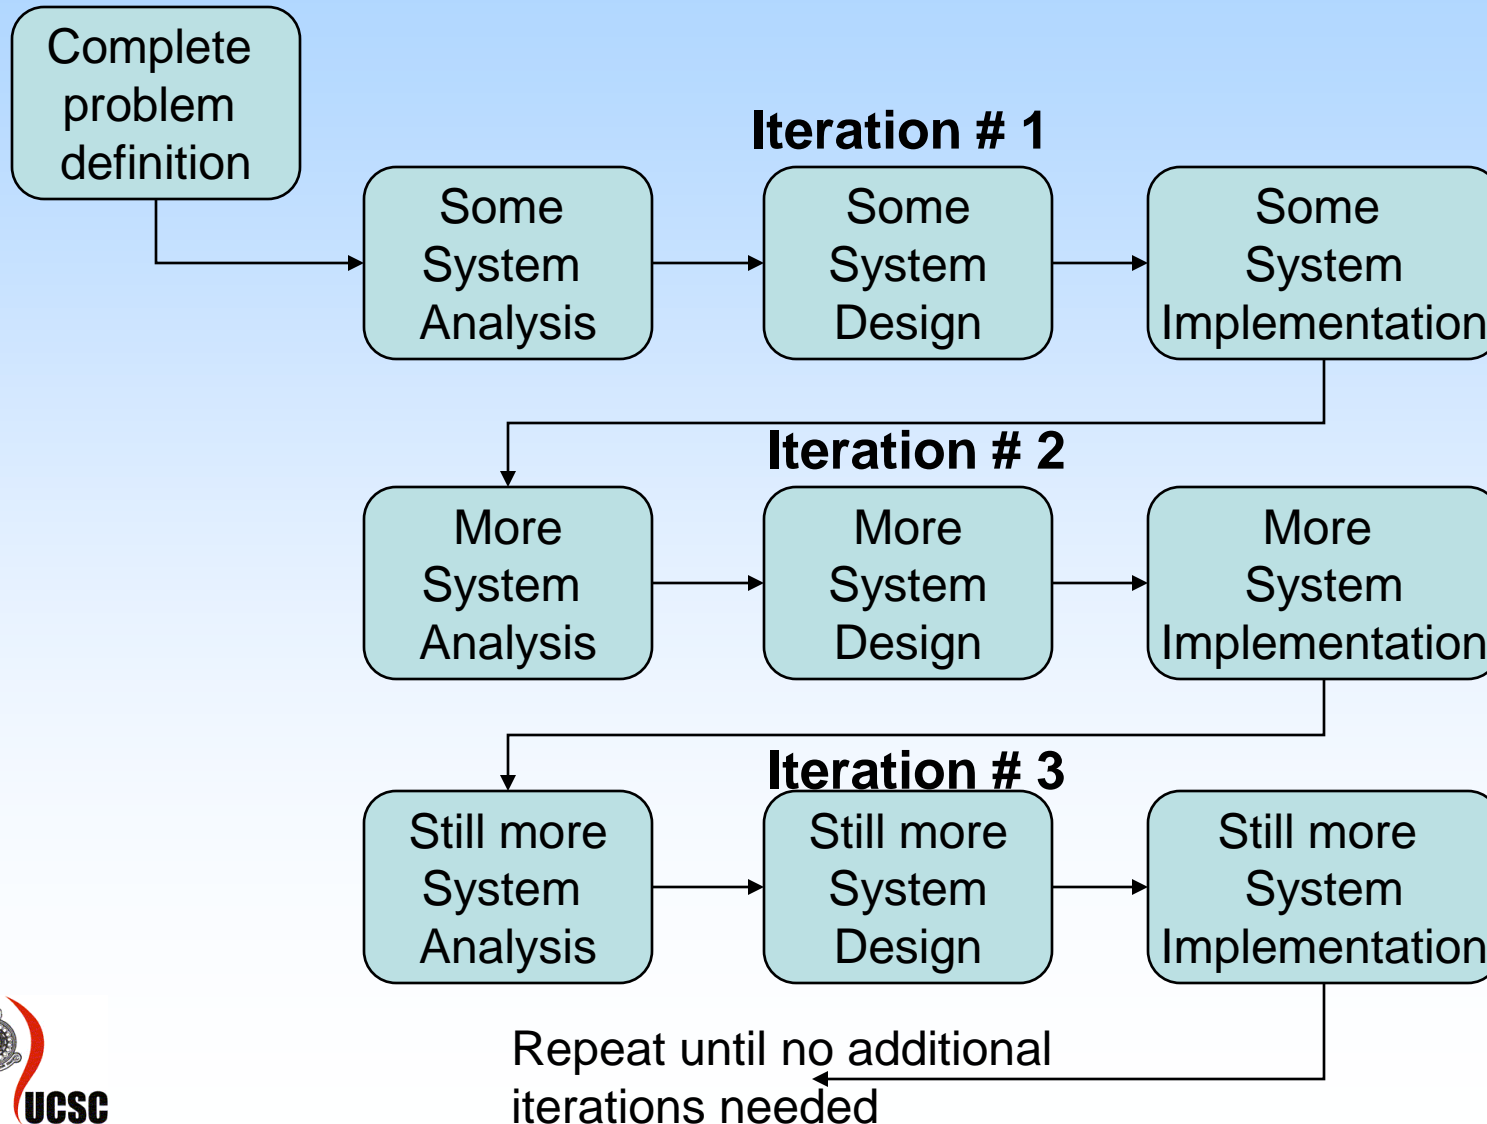 Complete
problem
definition
Iteration # 1
Some
System
Analysis
Some
System
Design
Some
System
Implementation
Iteration # 2
More
System
Analysis
More
System
Design
More
System
Implementation
Iteration # 3
Still more
System
Analysis
Still more
System
Design
Still more
System
Implementation
Repeat until no additional
iterations needed
UCSC